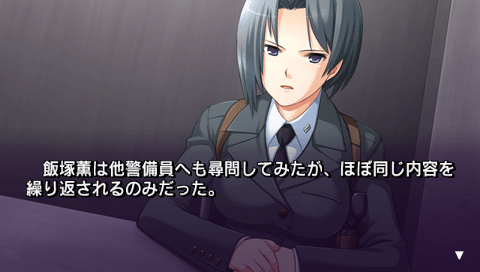 飯塚薫は他警備員へも尋問してみたが、ほぼ同じ内容を
繰り返されるのみだった。